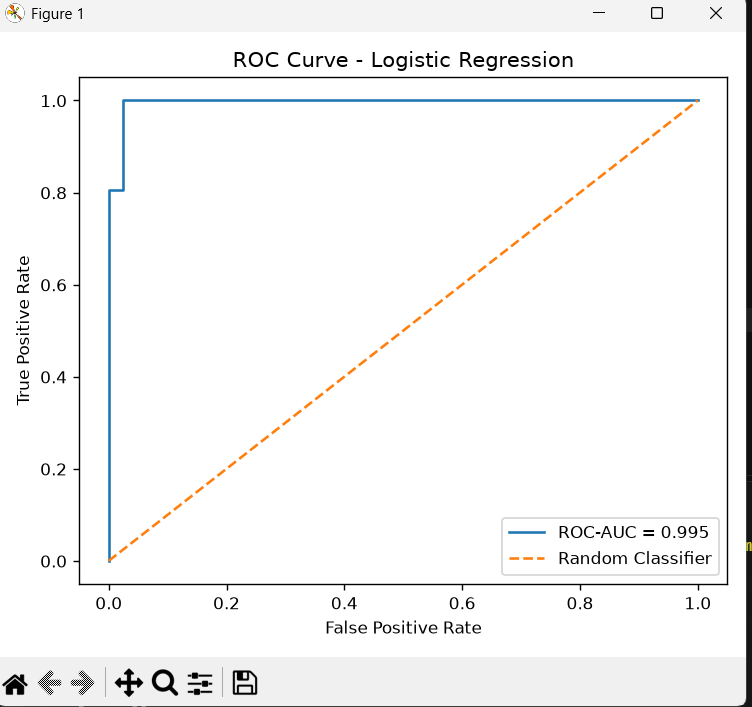 Figure 1
ROC Curve - Logistic Regression
True Positive Rate
1.0
0.8
0.6
0.4
0.2
0.0
ROC-AUC = 0.995
Random Classifier
0.0 0.2 0.4 0.6 0.8 1.0
False Positive Rate